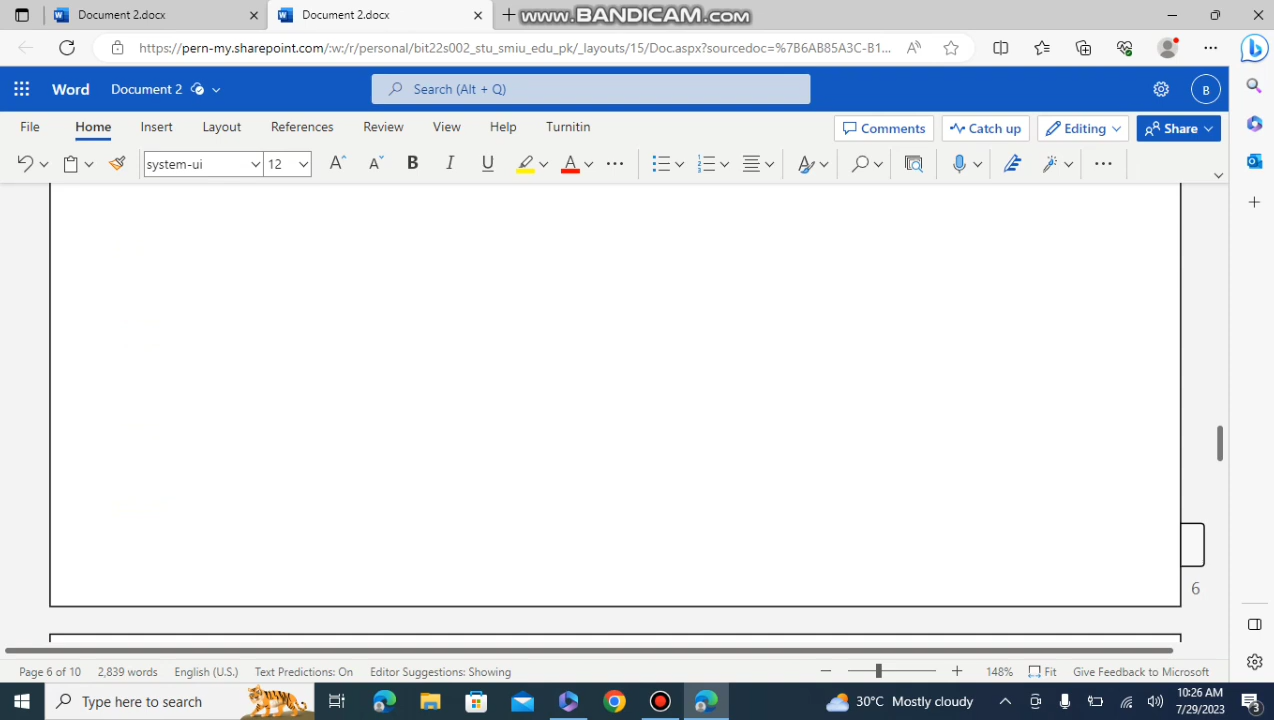 Document 2.docx
Document 2.docx
www.BANDICAM.com
https://pern-my.sharepoint.com/:w:/r/personal/bit22s002_stu_smiu_edu_pk/_layouts/15/Doc.aspx?sourcedoc=%7B6AB85A3C-B1...
Word Document 2
Search (Alt + Q)
B
File Home Insert Layout References Review View Help Turnitin
Comments Catch up Editing Share
system-ui 12
B I U A
6
Page 6 of 10 2,839 words English (U.S.) Text Predictions: On Editor Suggestions: Showing
148% Fit Give Feedback to Microsoft
Type here to search
30°C Mostly cloudy
10:26 AM
7/29/2023
3